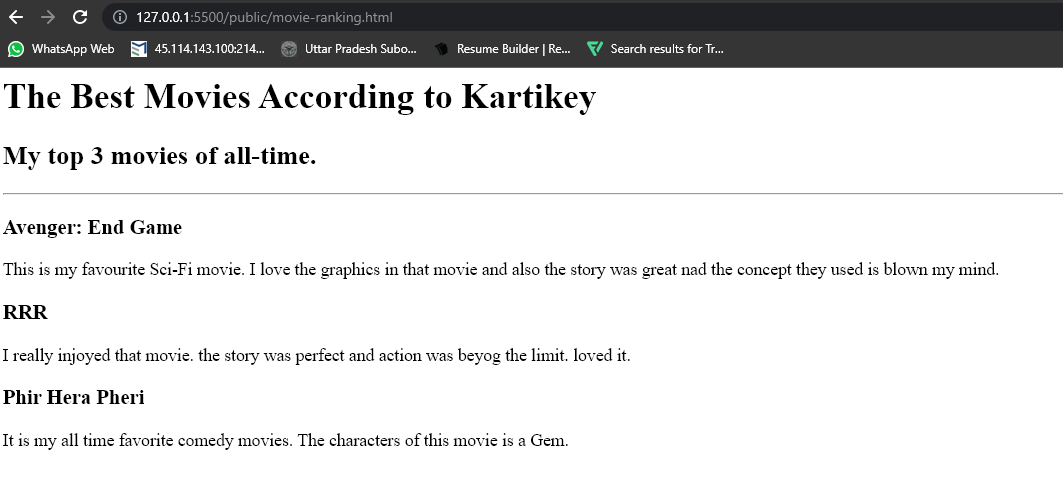 127.0.0.1:5500/public/movie-ranking.html
WhatsApp Web 45.114.143.100:214... Uttar Pradesh Subo... Resume Builder | Re... Search results for Tr...
The Best Movies According to Kartikey
My top 3 movies of all-time.
Avenger: End Game
This is my favourite Sci-Fi movie. I love the graphics in that movie and also the story was great nad the concept they used is blown my mind.
RRR
I really injoyed that movie. the story was perfect and action was beyog the limit. loved it.
Phir Hera Pheri
It is my all time favorite comedy movies. The characters of this movie is a Gem.